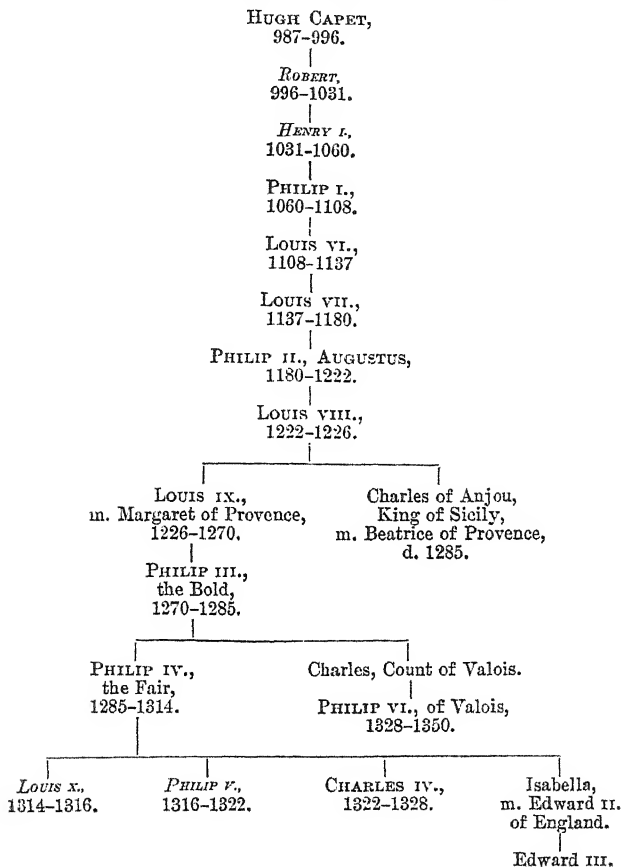 HUGH CAPET,
987–996.
ROBERT,
996–1031.
HENRY I.,
1031–1060.
PHILIP I.,
1060–1108.
LOUIS VI.,
1108–1137
LOUIS VII.,
1137–1180.
PHILIP II., AUGUSTUS,
1180–1222.
LOUIS VIII.,
1222–1226.
LOUIS IX., Charles of Anjou,
m. Margaret of Provence, King of Sicily,
1226–1270. m. Beatrice of Provence,
PHILIP III., d. 1285.
the Bold,
1270–1285.
PHILIP IV., Charles, Count of Valois.
the Fair,
1285–1314. PHILIP VI., of Valois,
1328–1350.
LOUIS X., PHILIP V., CHARLES IV., Isabella,
1314–1316. 1316–1322. 1322–1328. m. Edward II.
of England.
Edward III.